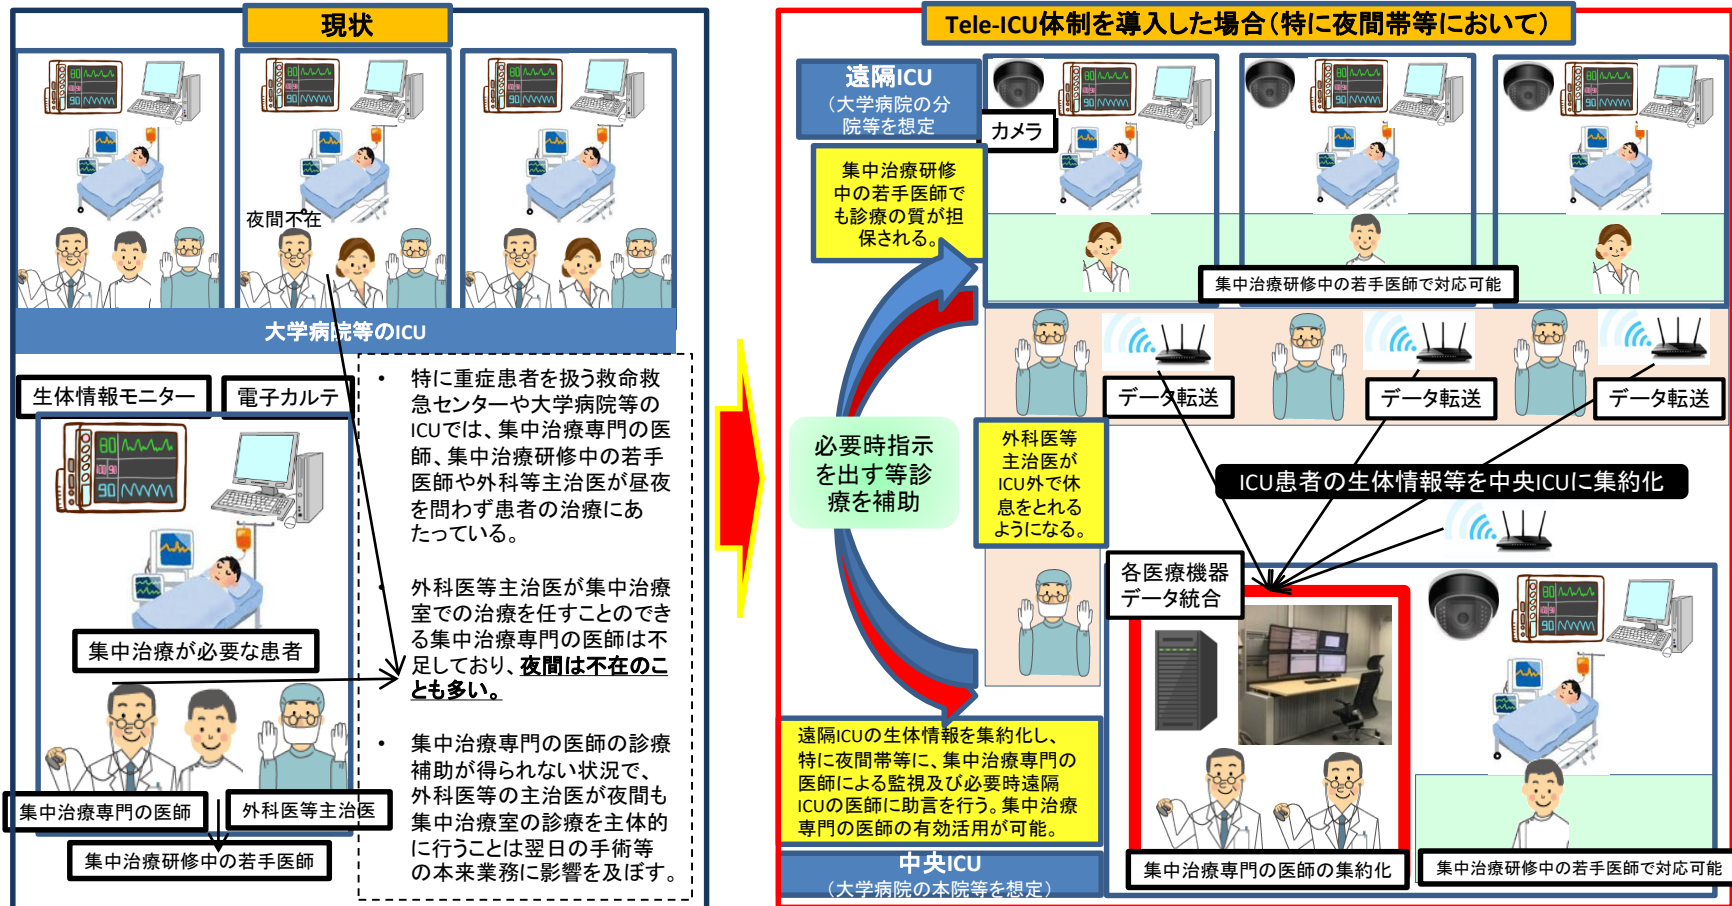 現状
夜間不在
大学病院等のICU
生体情報モニター
電子カルテ
集中治療が必要な患者
集中治療専門の医師
外科医等主治医
集中治療研修中の若手医師
• 特に重症患者を扱う救命救
急センターや大学病院等の
ICUでは、集中治療専門の医
師、集中治療研修中の若手
医師や外科等主治医が昼夜
を問わず患者の治療にあ
たっている。
• 外科医等主治医が集中治療
室での治療を任すことのでき
る集中治療専門の医師は不
足しており、夜間は不在のこ
とも多い。
• 集中治療専門の医師の診療
補助が得られない状況で、
外科医等の主治医が夜間も
集中治療室の診療を主体的
に行うことは翌日の手術等
の本来業務に影響を及ぼす。
Tele-ICU体制を導入した場合（特に夜間帯等において）
遠隔ICU
（大学病院の分
院等を想定
カメラ
集中治療研修
中の若手医師で
も診療の質が担
保される。
集中治療研修中の若手医師で対応可能
データ転送
データ転送
データ転送
必要時指示
を出す等診
療を補助
外科医等
主治医が
ICU外で休
息をとれる
ようになる。
ICU患者の生体情報等を中央ICUに集約化
各医療機器
データ統合
遠隔ICUの生体情報を集約化し、
特に夜間帯等に、集中治療専門の
医師による監視及び必要時遠隔
ICUの医師に助言を行う。集中治療
専門の医師の有効活用が可能。
中央ICU
（大学病院の本院等を想定）
集中治療専門の医師の集約化
集中治療研修中の若手医師で対応可能